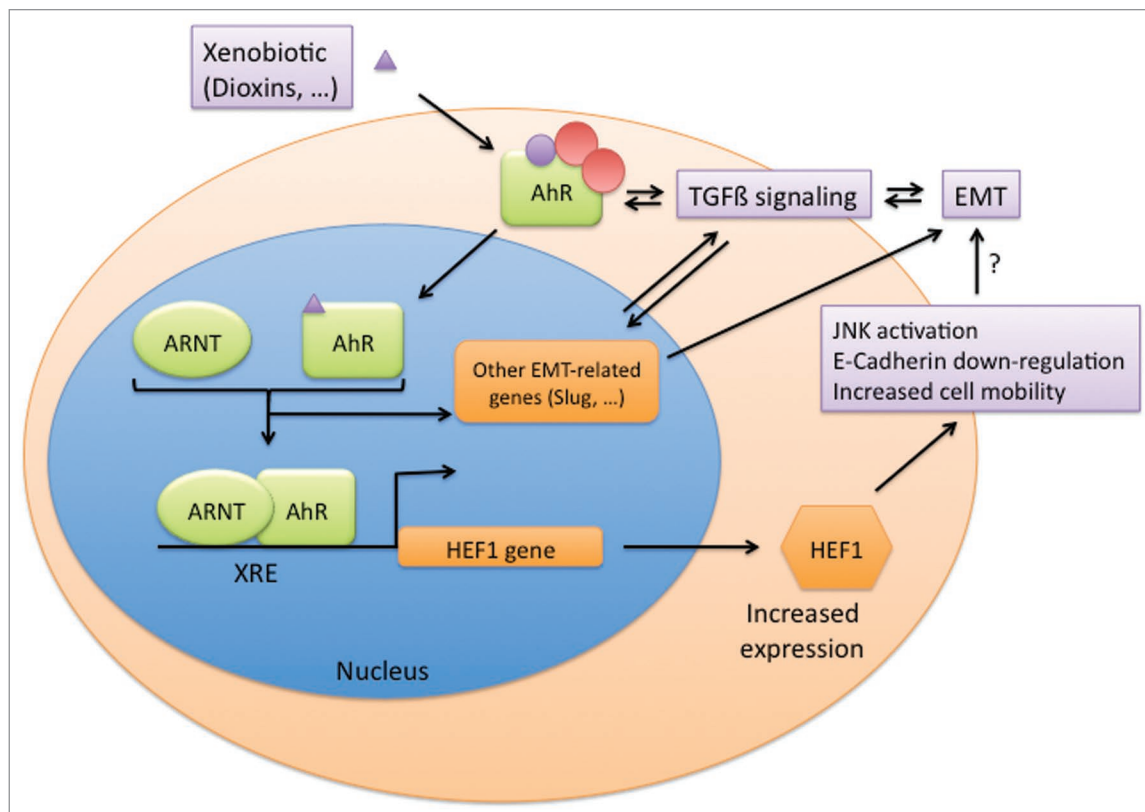 Xenobiotic
(Dioxins, ...)
AhR
TGFß signaling
EMT
?
ARNT
AhR
Other EMT-related
genes (Slug, ...)
JNK activation
E-Cadherin down-regulation
Increased cell mobility
ARNT
AhR
HEF1 gene
HEF1
XRE
Increased
expression
Nucleus